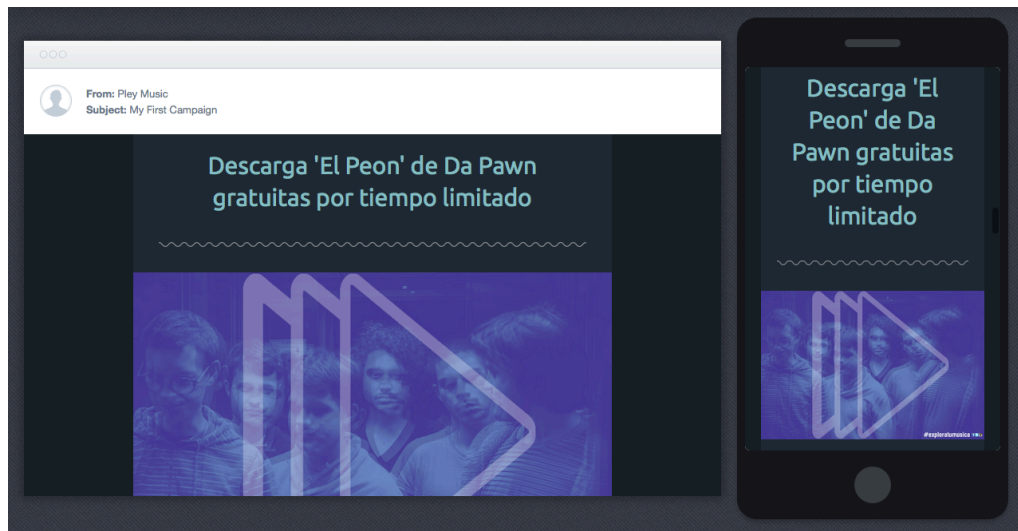 From: Pley Music
Subject: My First Campaign
Descarga 'El Peon' de Da Pawn
gratuitas por tiempo limitado
Descarga 'El
Peon' de Da
Pawn gratuitas
por tiempo
limitado
#exploratumusica